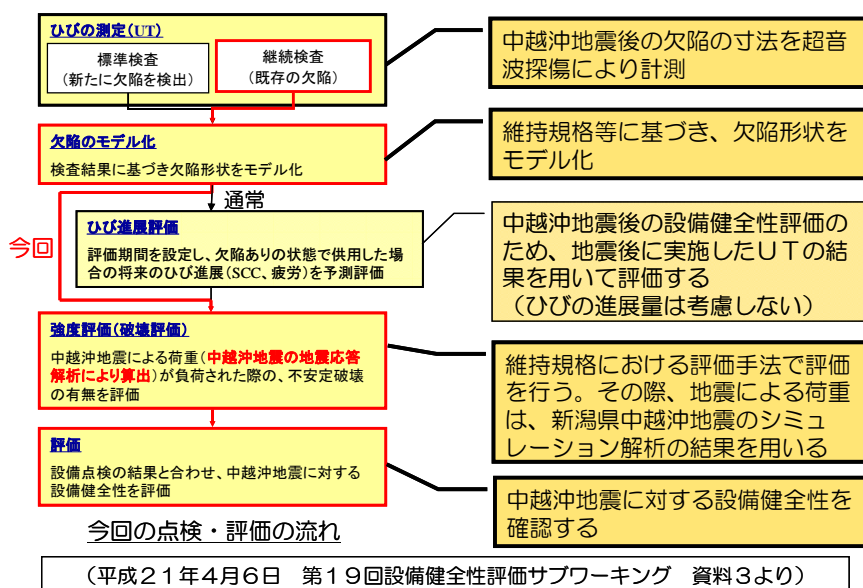 ひびの測定(UT)
標準検査
(新たに欠陥を検出)
継続検査
(既存の欠陥)
中越沖地震後の欠陥の寸法を超音
波探傷により計測
欠陥のモデル化
検査結果に基づき欠陥形状をモデル化
維持規格等に基づき、欠陥形状を
モデル化
通常
今回
ひび進展評価
評価期間を設定し、欠陥ありの状態で供用した場
合の将来のひび進展(SCC、疲労)を予測評価
中越沖地震後の設備健全性評価の
ため、地震後に実施したUTの結
果を用いて評価する
(ひびの進展量は考慮しない)
強度評価(破壊評価)
中越沖地震による荷重(中越沖地震の地震応答
解析により算出)が負荷された際の、不安定破壊
の有無を評価
維持規格における評価手法で評価
を行う。その際、地震による荷重
は、新潟県中越沖地震のシミュ
レーション解析の結果を用いる
評価
設備点検の結果と合わせ、中越沖地震に対する
設備健全性を評価
中越沖地震に対する設備健全性を
確認する
今回の点検・評価の流れ
(平成21年4月6日 第19回設備健全性評価サブワーキング 資料3より)